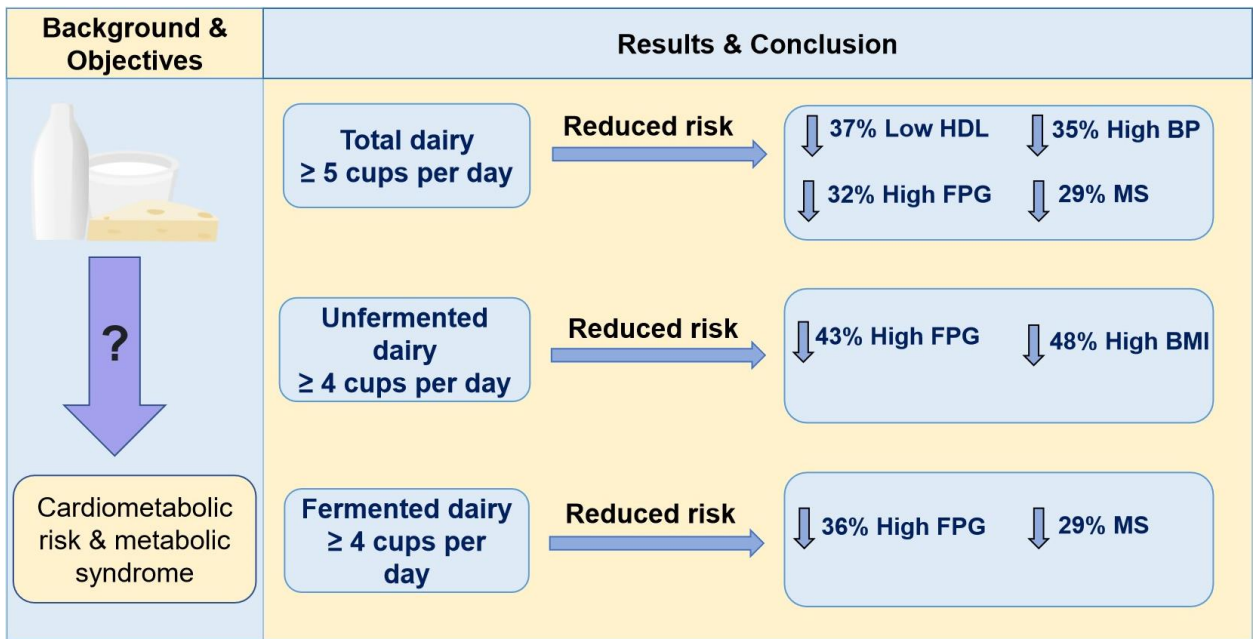 Background &
Objectives
Results & Conclusion
?
Cardiometabolic
risk & metabolic
syndrome
Total dairy
≥ 5 cups per day
Reduced risk
37% Low HDL
35% High BP
32% High FPG
29% MS
Unfermented
dairy
≥ 4 cups per day
Reduced risk
43% High FPG
48% High BMI
Fermented dairy
≥ 4 cups per
day
Reduced risk
36% High FPG
29% MS